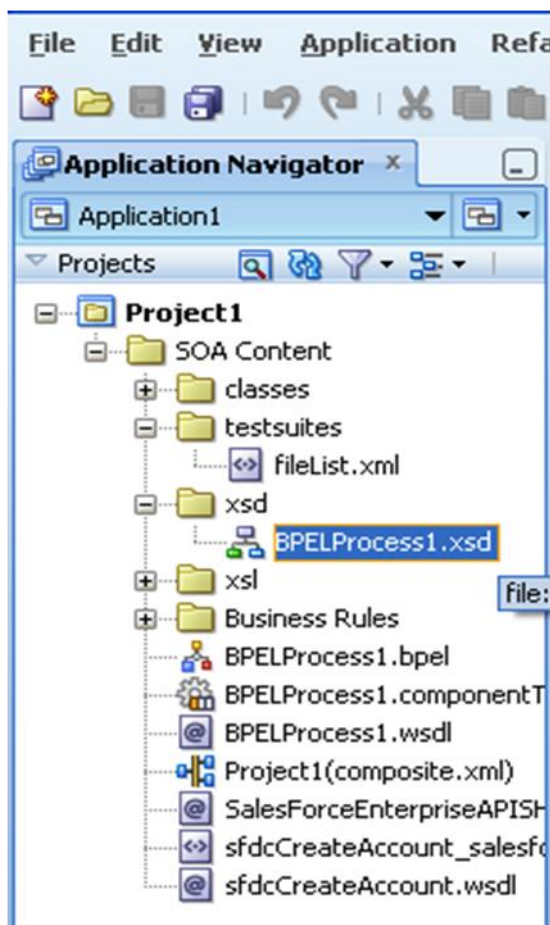 File Edit View Application Refa
Application Navigator
Application1
Projects
Project1
SOA Content
classes
testsuites
fileList.xml
xsd
BPELProcess1.xsd
xsl
file:
Business Rules
BPELProcess1.bpel
BPELProcess1.componentT
BPELProcess1.wsdl
Project1(composite.xml)
SalesForceEnterpriseAPISH
sfdcCreateAccount_salesfo
sfdcCreateAccount.wsdl